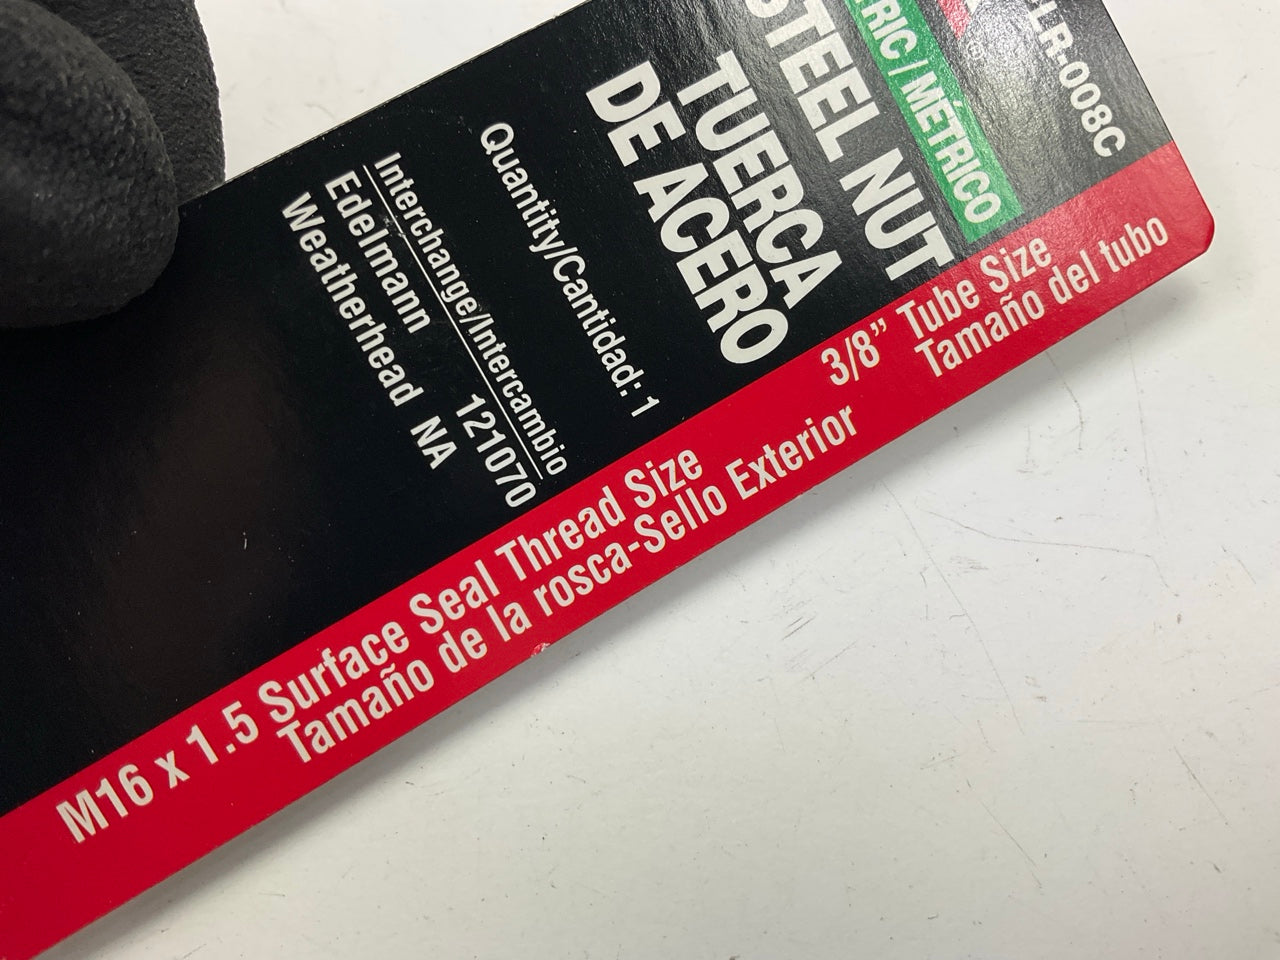 LR-008C
RIC / MÉTRICO
STEEL NUT
TUERCA
DE ACERO
Quantity/Cantidad: 1
Interchange/Intercambio
Edelmann 121070
Weatherhead NA
3/8” Tube Size
Tamaño del tubo
M16 x 1.5 Surface Seal Thread Size
Tamaño de la rosca-Sello Exterior